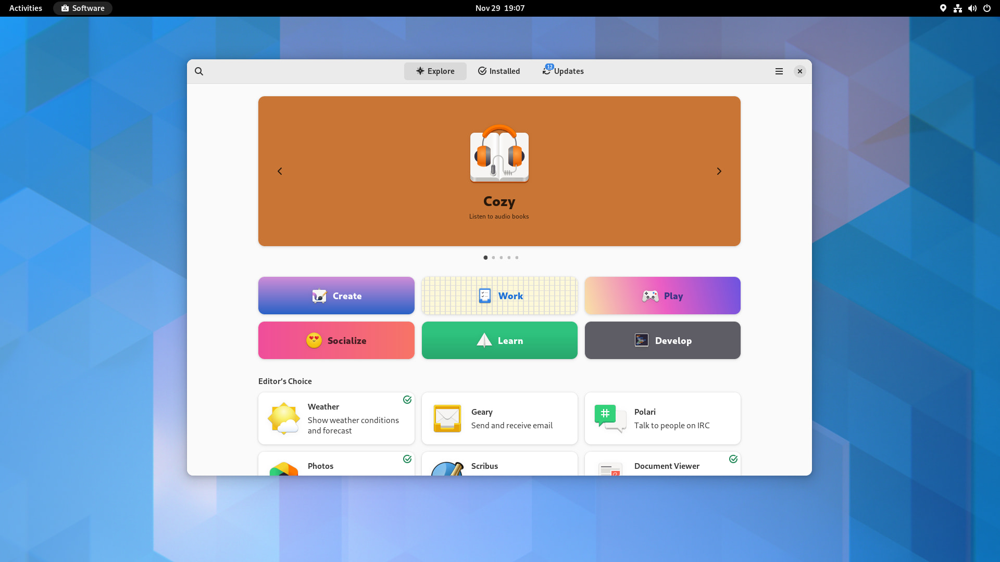 Activities
Software
Nov 29 19:07
Explore
Installed
12
Updates
Cozy
Listen to audio books
Create
Work
Play
Socialize
Learn
Develop
Editor’s Choice
Weather
Show weather conditions
and forecast
Geary
Send and receive email
Polari
Talk to people on IRC
Photos
Scribus
Document Viewer